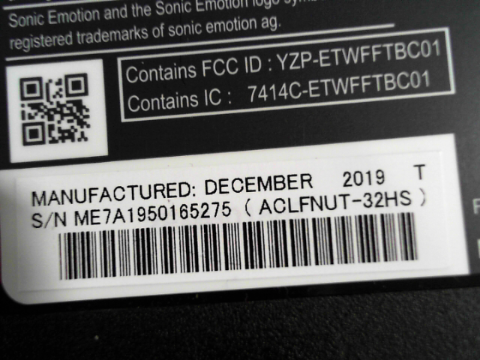 Sonic Emotion and the Sonic Emotion logo symbol
registered trademarks of sonic emotion ag.
Contains FCC ID : YZP-ETWFFTBC01
Contains IC : 7414C-ETWFFTBC01
MANUFACTURED: DECEMBER 2019 T
S/N ME7A1950165275 ( ACLFNUT-32HS )